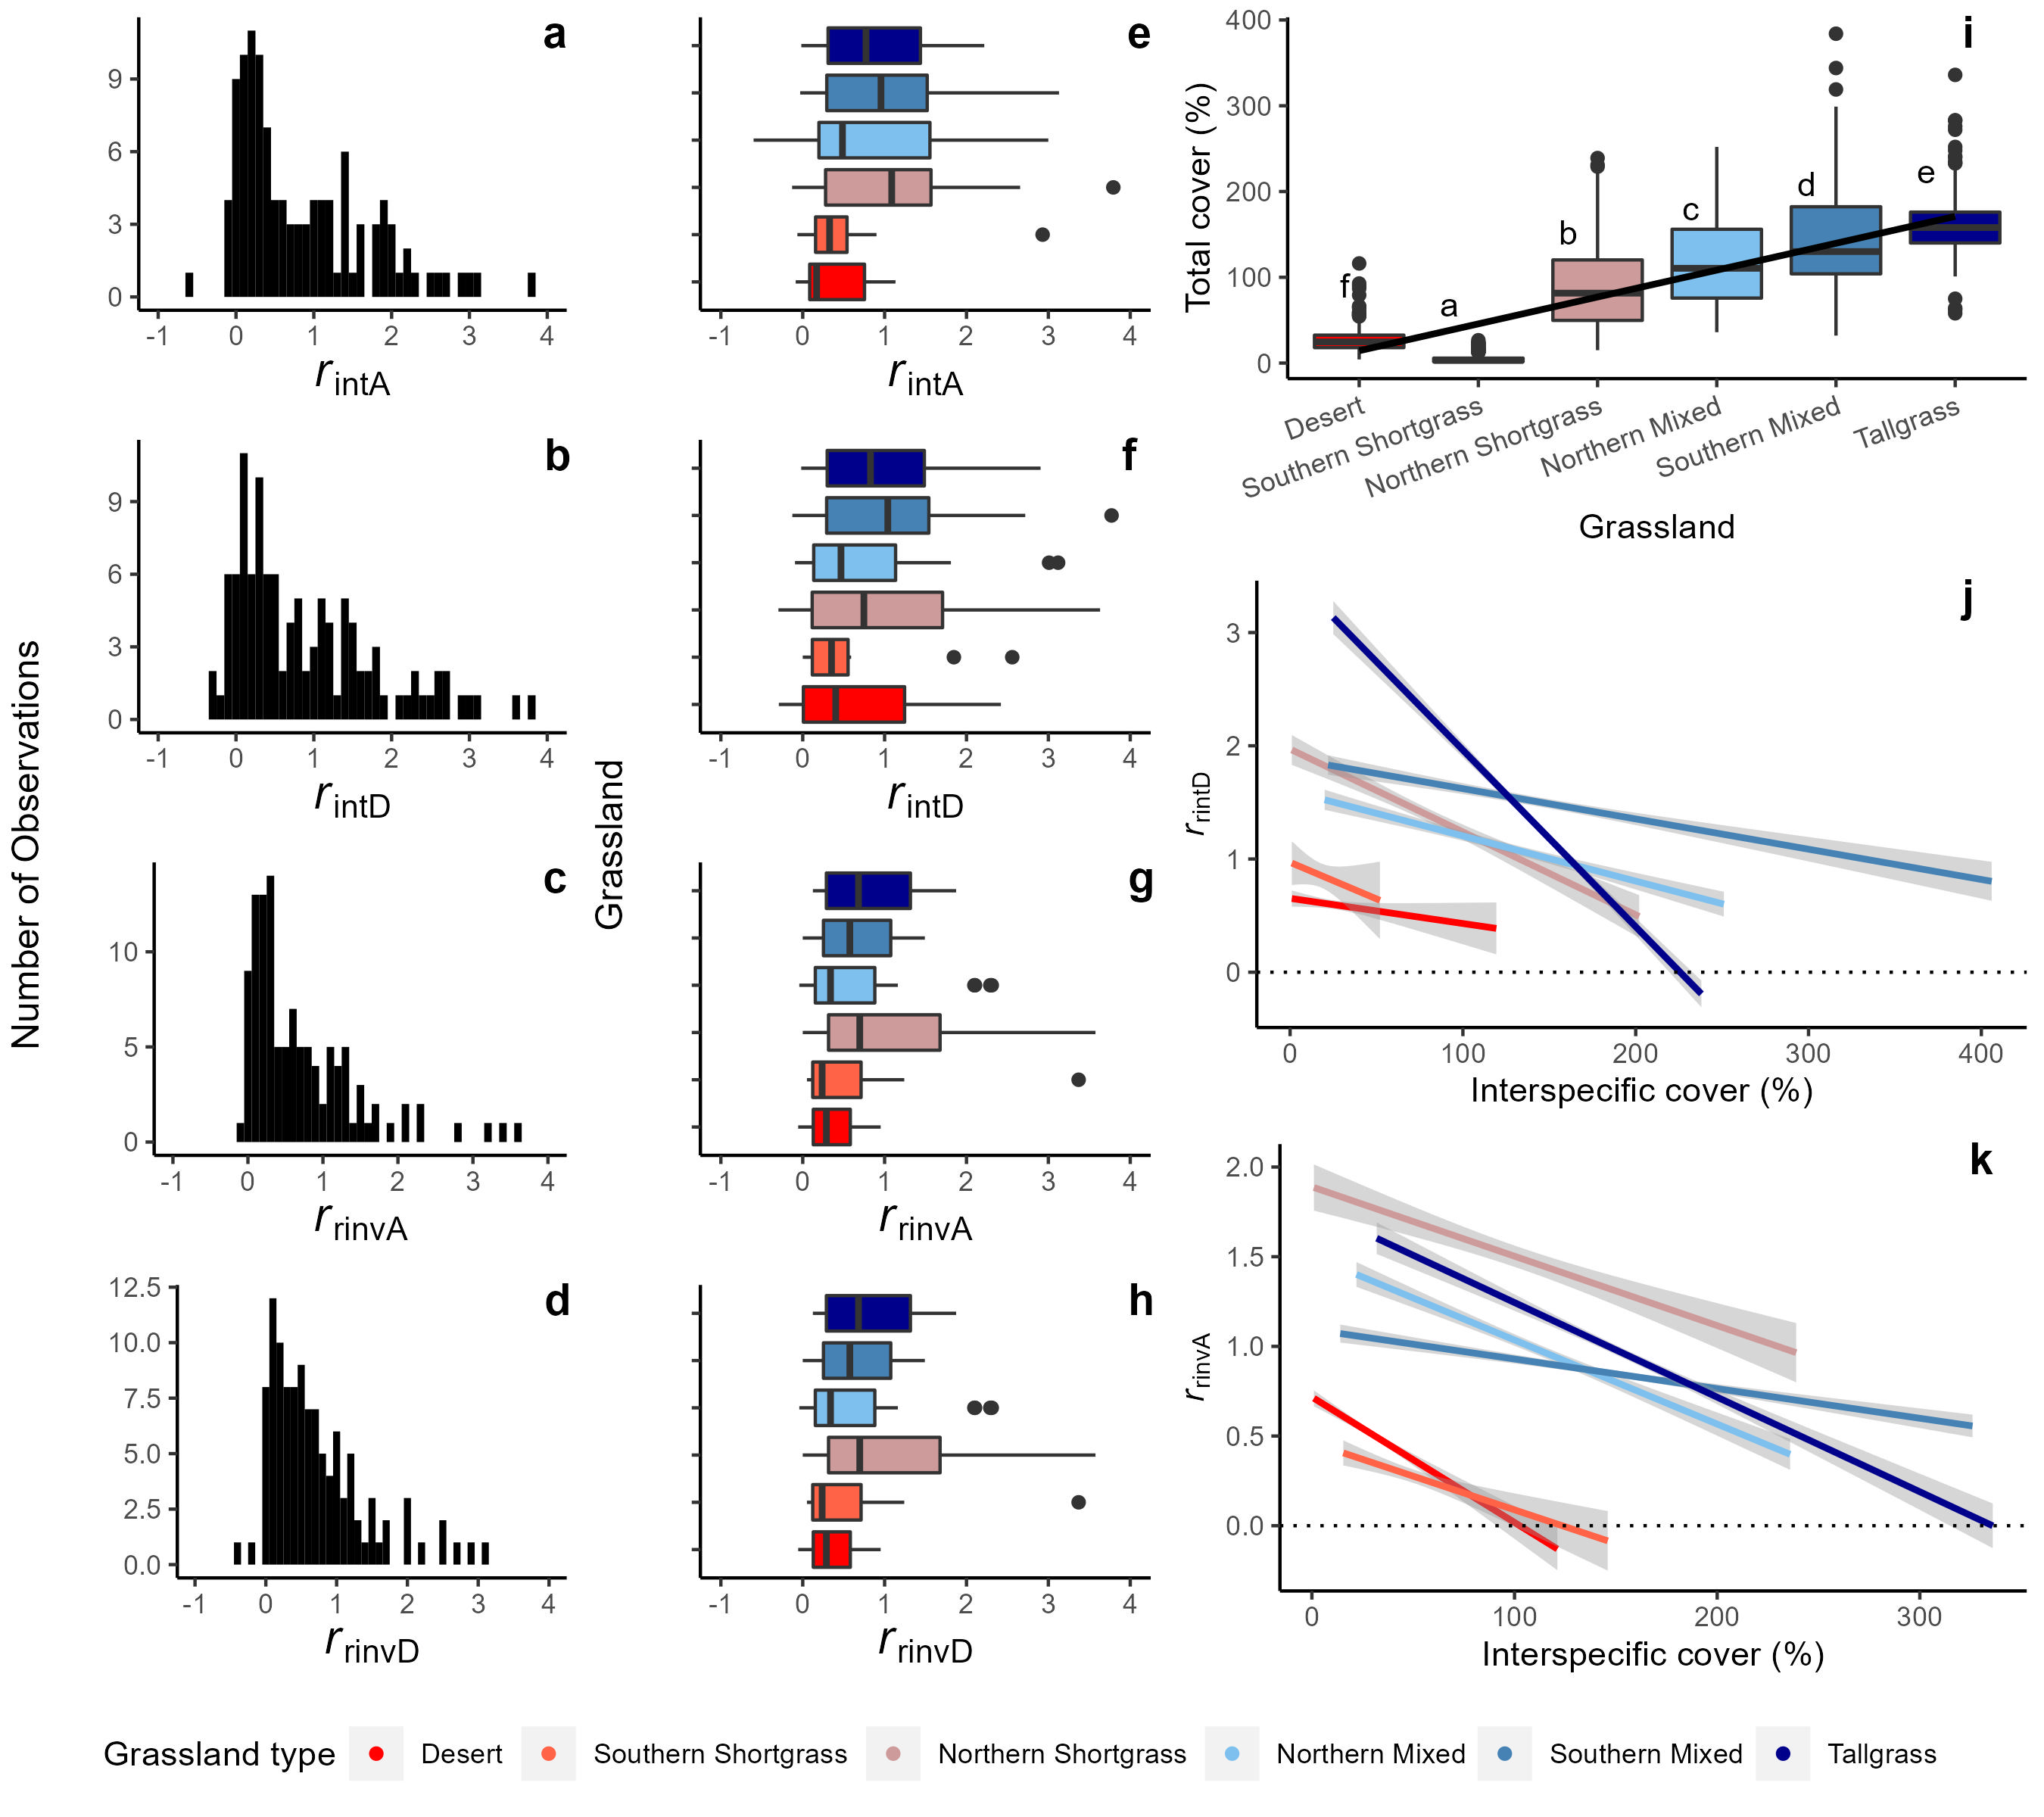 Number of Observations
a
9
6
3
0
-1 0 1 2 3 4
rintA
b
9
6
3
0
-1 0 1 2 3 4
rintD
c
10
5
0
-1 0 1 2 3 4
rrinvA
d
12.5
10.0
7.5
5.0
2.5
0.0
-1 0 1 2 3 4
rrinvD
Grassland
e
-1 0 1 2 3 4
rintA
f
-1 0 1 2 3 4
rintD
g
-1 0 1 2 3 4
rrinvA
h
-1 0 1 2 3 4
rrinvD
i
Total cover (%)
400
300
200
100
0
f a b c d e
Desert
Southern Shortgrass
Northern Shortgrass
Northern Mixed
Southern Mixed
Tallgrass
Grassland
j
rrintD
3
2
1
0
0 100 200 300 400
Interspecific cover (%)
k
rrinvA
2.0
1.5
1.0
0.5
0.0
0 100 200 300
Interspecific cover (%)
Grassland type Desert Southern Shortgrass Northern Shortgrass Northern Mixed Southern Mixed Tallgrass